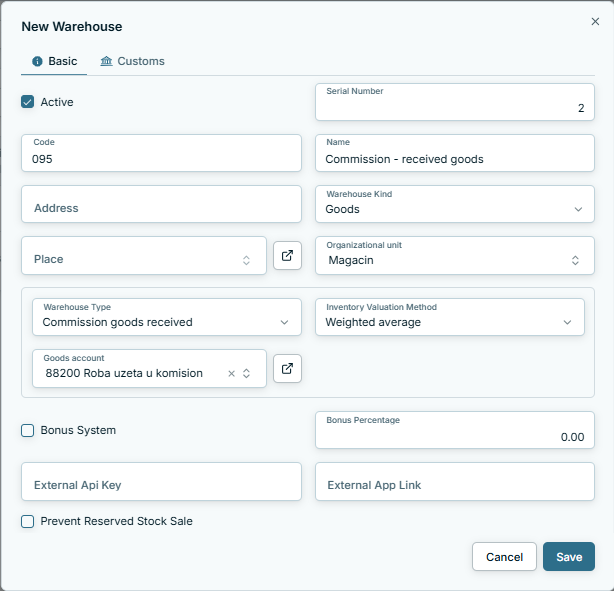 New Warehouse
Basic
Customs
Active
Serial Number
2
Code
095
Name
Commission - received goods
Address
Warehouse Kind
Goods
Place
Organizational unit
Magacin
Warehouse Type
Commission goods received
Inventory Valuation Method
Weighted average
Goods account
88200 Roba uzeta u komision
Bonus System
Bonus Percentage
0.00
External Api Key
External App Link
Prevent Reserved Stock Sale
Cancel
Save